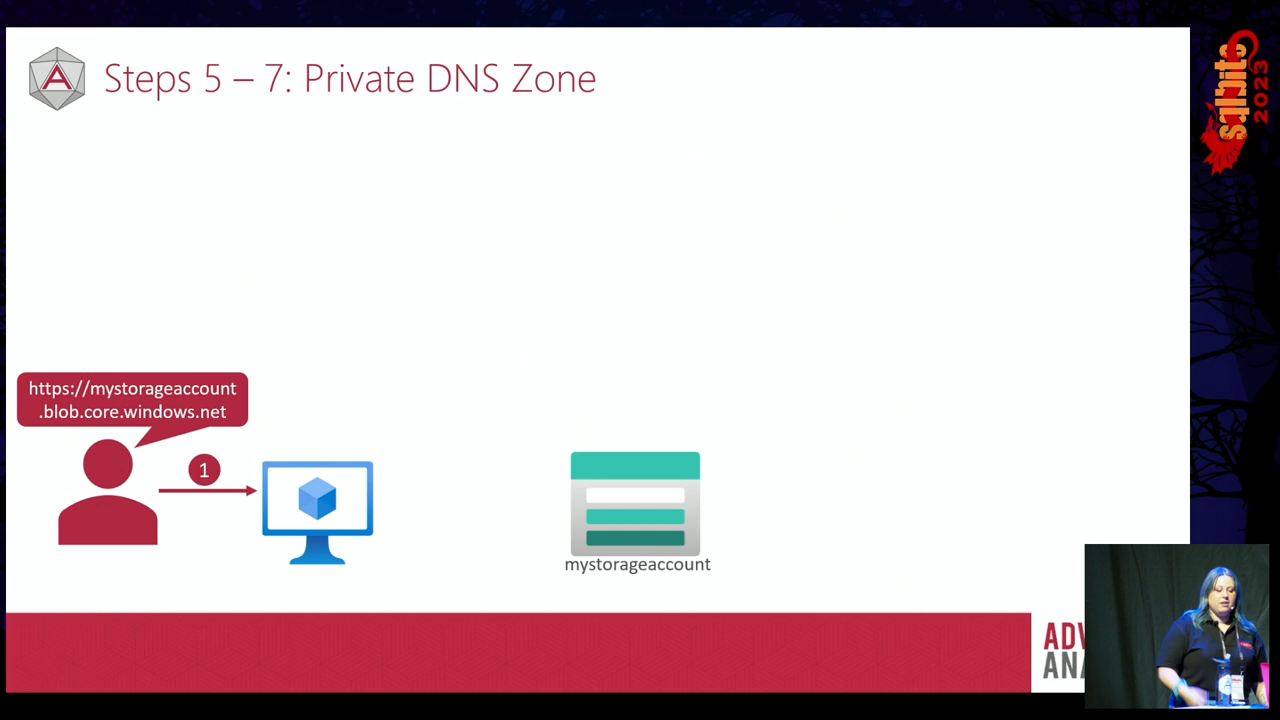 A
Steps 5 – 7: Private DNS Zone
sqlbits
2023
https://mystorageaccount
.blob.core.windows.net
1
mystorageaccount
ADV
ANA